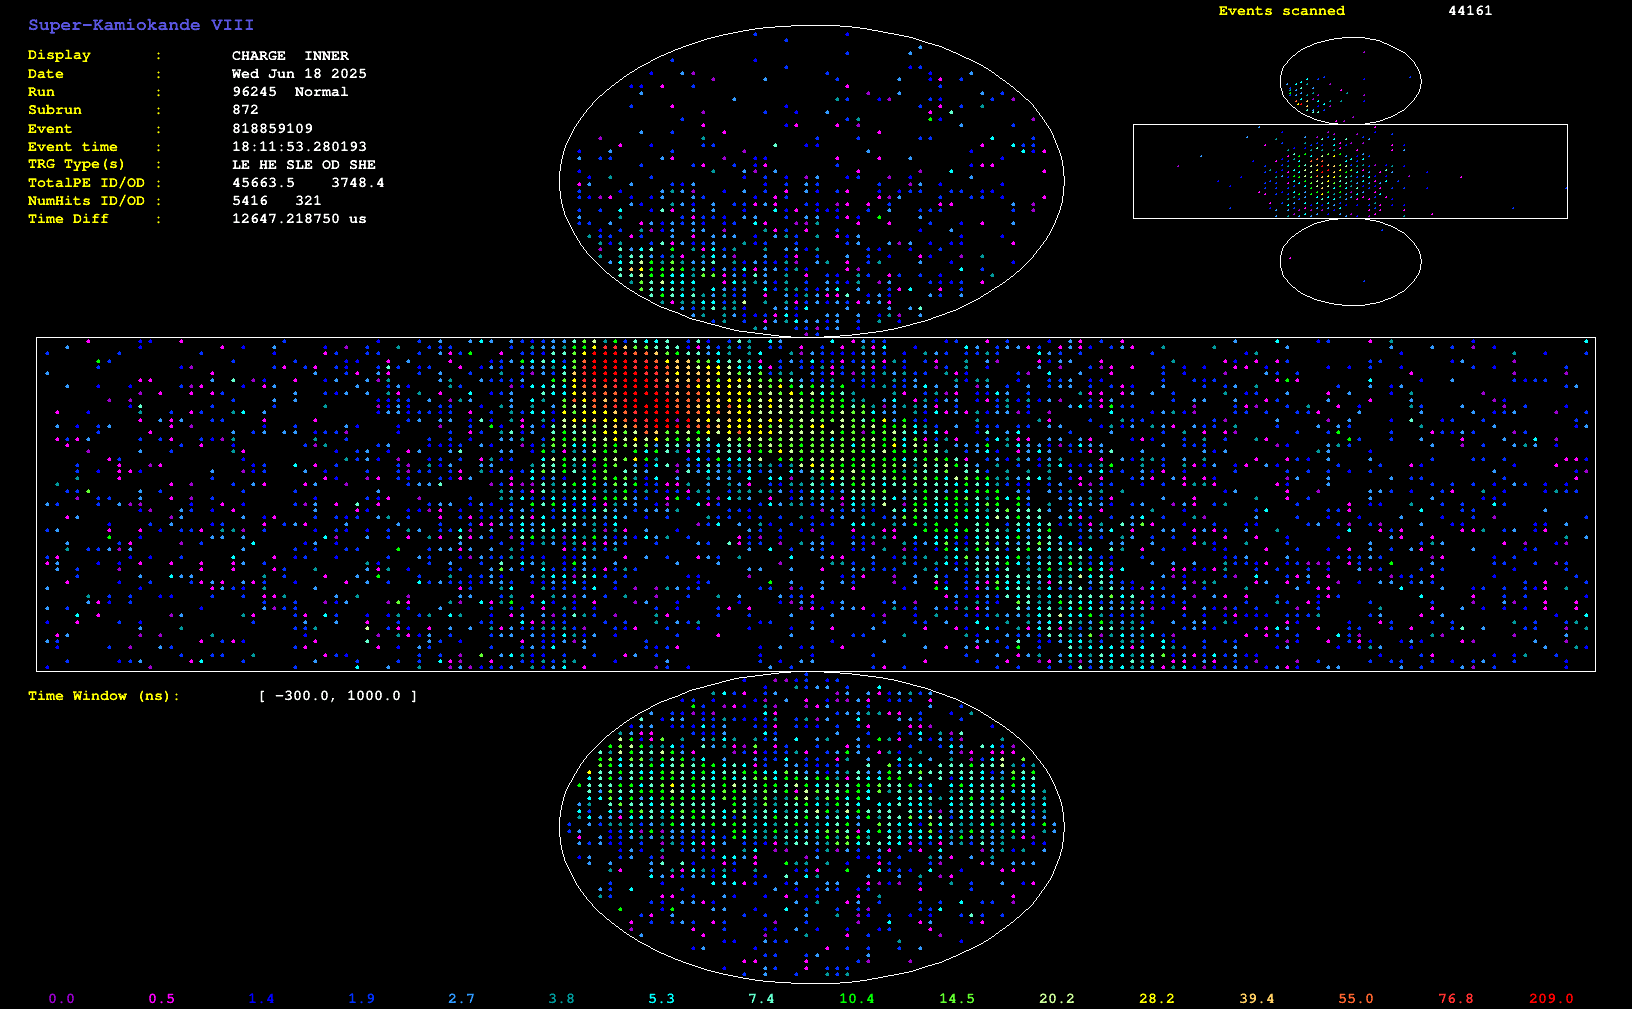 Super-Kamiokande VIII
Events scanned 44161
Display : CHARGE INNER
Date : Wed Jun 18 2025
Run : 96245 Normal
Subrun : 872
Event : 818859109
Event time : 18:11:53.280193
TRG Type(s) : LE HE SLE OD SHE
TotalPE ID/OD : 45663.5 3748.4
NumHits ID/OD : 5416 321
Time Diff : 12647.218750 us
Time Window (ns): [ -300.0, 1000.0 ]
0.0 0.5 1.4 1.9 2.7 3.8 5.3 7.4 10.4 14.5 20.2 28.2 39.4 55.0 76.8 209.0